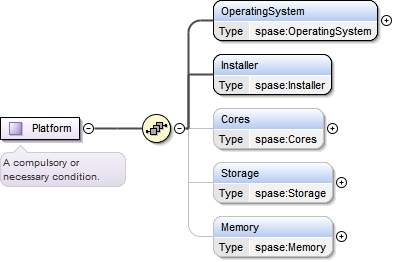 OperatingSystem
Type spase:OperatingSystem
Installer
Type spase:Installer
Platform
Cores
Type spase:Cores
A compulsory or
necessary condition.
Storage
Type spase:Storage
Memory
Type spase:Memory